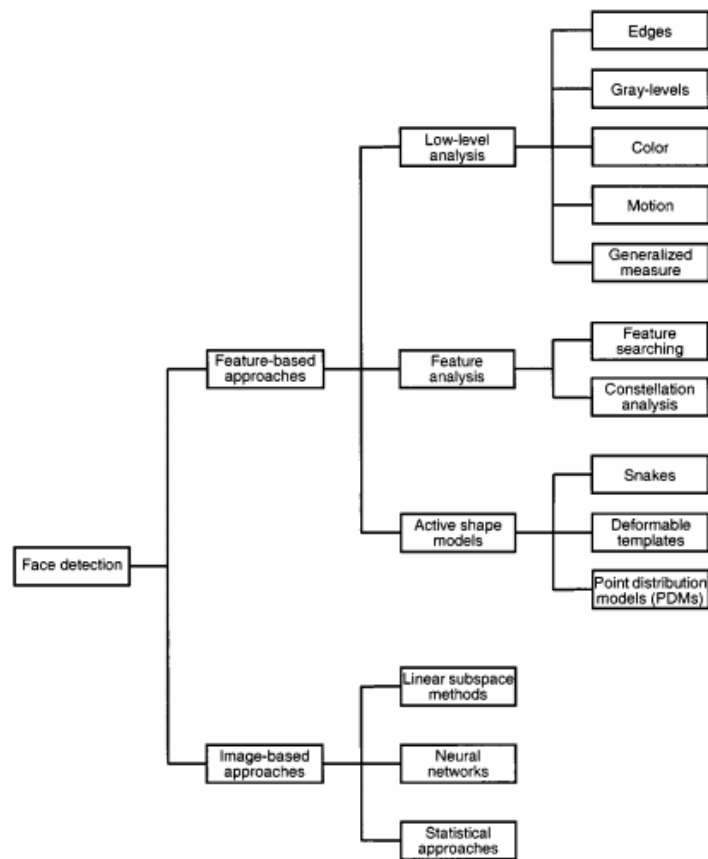 Edges
Gray-levels
Low-level
analysis
Color
Motion
Generalized
measure
Feature-based
approaches
Feature
analysis
Feature
searching
Constellation
analysis
Snakes
Active shape
models
Deformable
templates
Face detection
Point distribution
models (PDMs)
Linear subspace
methods
Image-based
approaches
Neural
networks
Statistical
approaches